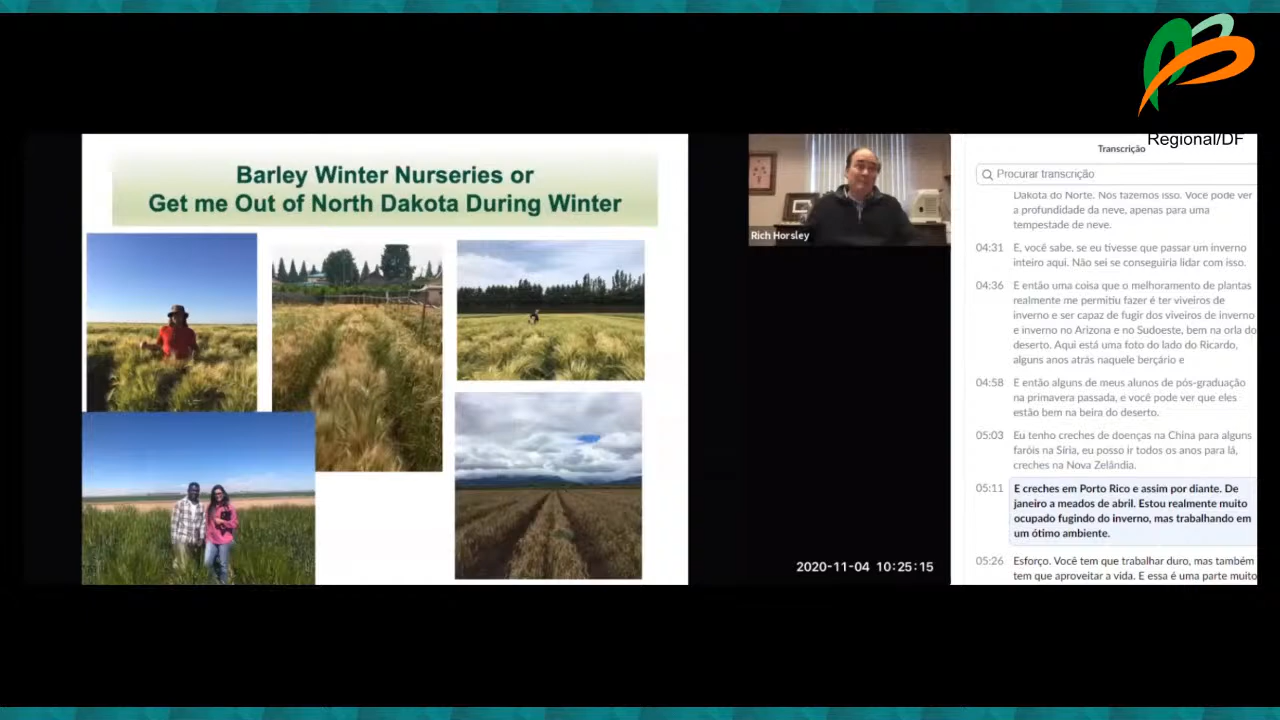 Regional/DF
Barley Winter Nurseries or
Get me Out of North Dakota During Winter
Rich Horsley
2020-11-04 10:25:15
Transcrição
Procurar transcrição
Dakota do Norte. Nós fazemos isso. Você pode ver
a profundidade da neve, apenas para uma
tempestade de neve.
04:31 E, você sabe, se eu tivesse que passar um inverno
inteiro aqui. Não sei se conseguiria lidar com isso.
04:36 E então uma coisa que o melhoramento de plantas
realmente me permitiu fazer é ter viveiros de
inverno e ser capaz de fugir dos viveiros de inverno
e inverno no Arizona e no Sudoeste, bem na orla do
deserto. Aqui está uma foto do lado do Ricardo,
alguns anos atrás naquele berçário e
04:58 E então alguns de meus alunos de pós-graduação
na primavera passada, e você pode ver que eles
estão bem na beira do deserto.
05:03 Eu tenho creches de doenças na China para alguns
faróis na Síria, eu posso ir todos os anos para lá,
creches na Nova Zelândia.
05:11 E creches em Porto Rico e assim por diante. De
janeiro a meados de abril. Estou realmente muito
ocupado fugindo do inverno, mas trabalhando em
um ótimo ambiente.
05:26 Esforço. Você tem que trabalhar duro, mas também
tem que aproveitar a vida. E essa é uma parte muito